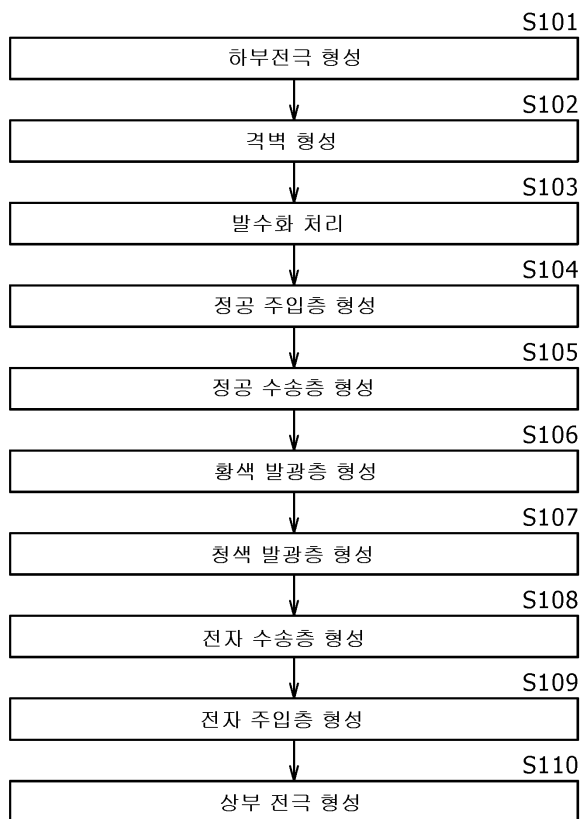 S101
하부전극 형성
S102
격벽 형성
S103
발수화 처리
S104
정공 주입층 형성
S105
정공 수송층 형성
S106
황색 발광층 형성
S107
청색 발광층 형성
S108
전자 수송층 형성
S109
전자 주입층 형성
S110
상부 전극 형성